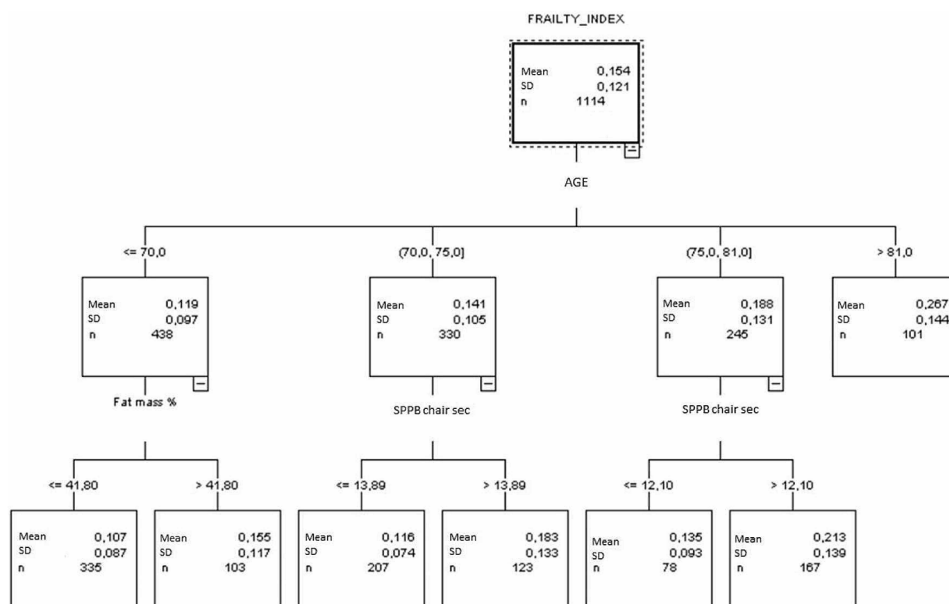 FRAILTY_INDEX
Mean 0,154
SD 0,121
n 1114
AGE
<= 70,0
(70,0, 75,0]
(75,0, 81,0]
> 81,0
Mean 0,119
SD 0,097
n 438
Mean 0,141
SD 0,105
n 330
Mean 0,188
SD 0,131
n 245
Mean 0,267
SD 0,144
n 101
Fat mass %
SPPB chair sec
SPPB chair sec
<= 41,80
> 41,80
<= 13,89
> 13,89
<= 12,10
> 12,10
Mean 0,107
SD 0,087
n 335
Mean 0,155
SD 0,117
n 103
Mean 0,116
SD 0,074
n 207
Mean 0,183
SD 0,133
n 123
Mean 0,135
SD 0,093
n 78
Mean 0,213
SD 0,139
n 167